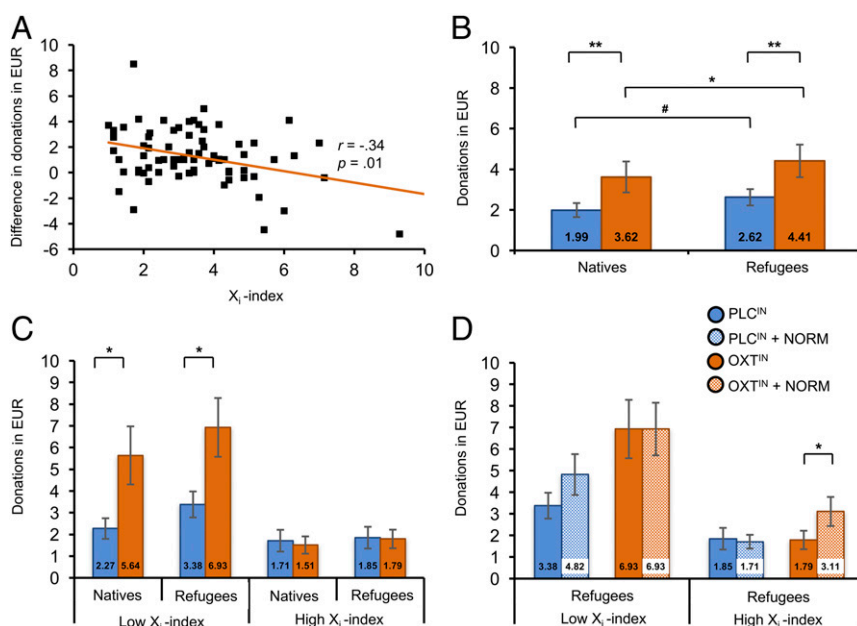 A
Difference in donations in EUR
10
8
6
4
2
0
-2
-4
-6
r = -.34
p = .01
0 2 4 6 8 10
Xᵢ-index
B
Donations in EUR
10
8
6
4
2
0
** **
*
#
1.99 3.62 2.62 4.41
Natives Refugees
C
Donations in EUR
10
9
8
7
6
5
4
3
2
1
0
* *
2.27 5.64 3.38 6.93 1.71 1.51 1.85 1.79
Natives Refugees Natives Refugees
Low Xᵢ-index High Xᵢ-index
D
PLCᴵᴺ
PLCᴵᴺ + NORM
OXTᴵᴺ
OXTᴵᴺ + NORM
Donations in EUR
10
9
8
7
6
5
4
3
2
1
0
*
3.38 4.82 6.93 6.93 1.85 1.71 1.79 3.11
Refugees Refugees
Low Xᵢ-index High Xᵢ-index